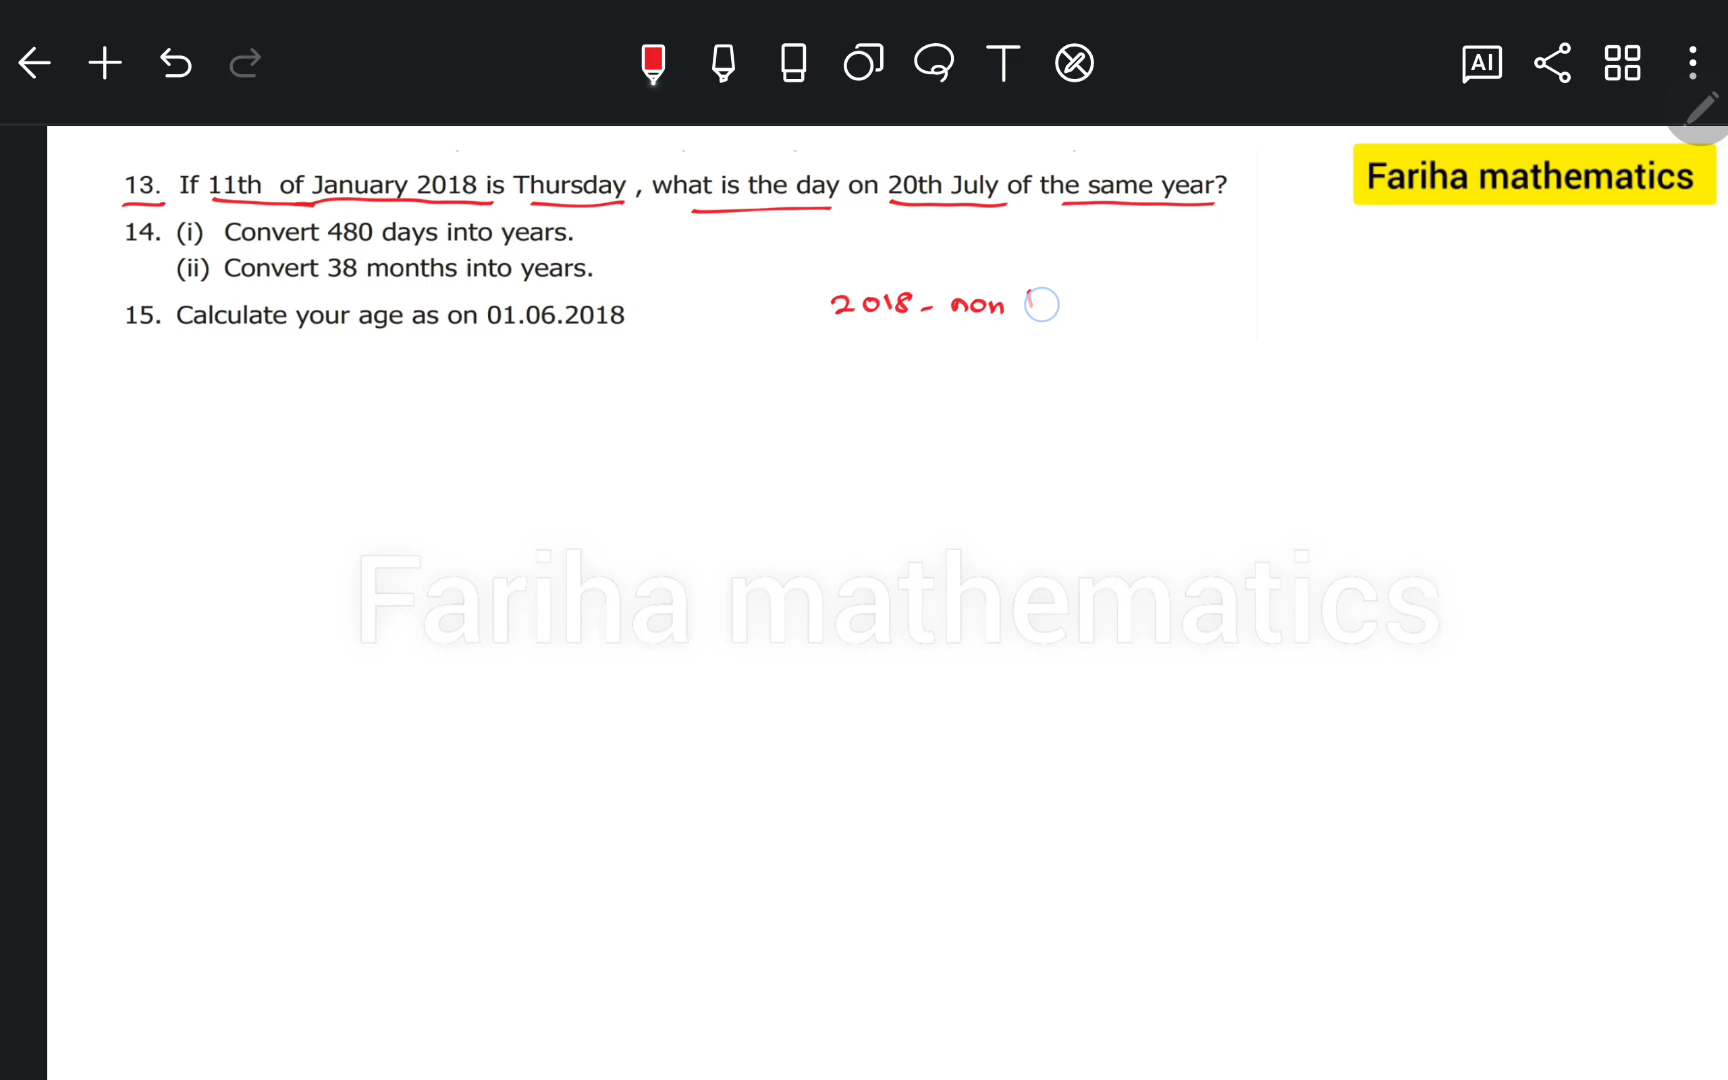 AI
13. If 11th of January 2018 is Thursday , what is the day on 20th July of the same year?
Fariha mathematics
14. (i) Convert 480 days into years.
(ii) Convert 38 months into years.
2018 - non
15. Calculate your age as on 01.06.2018
Fariha mathematics